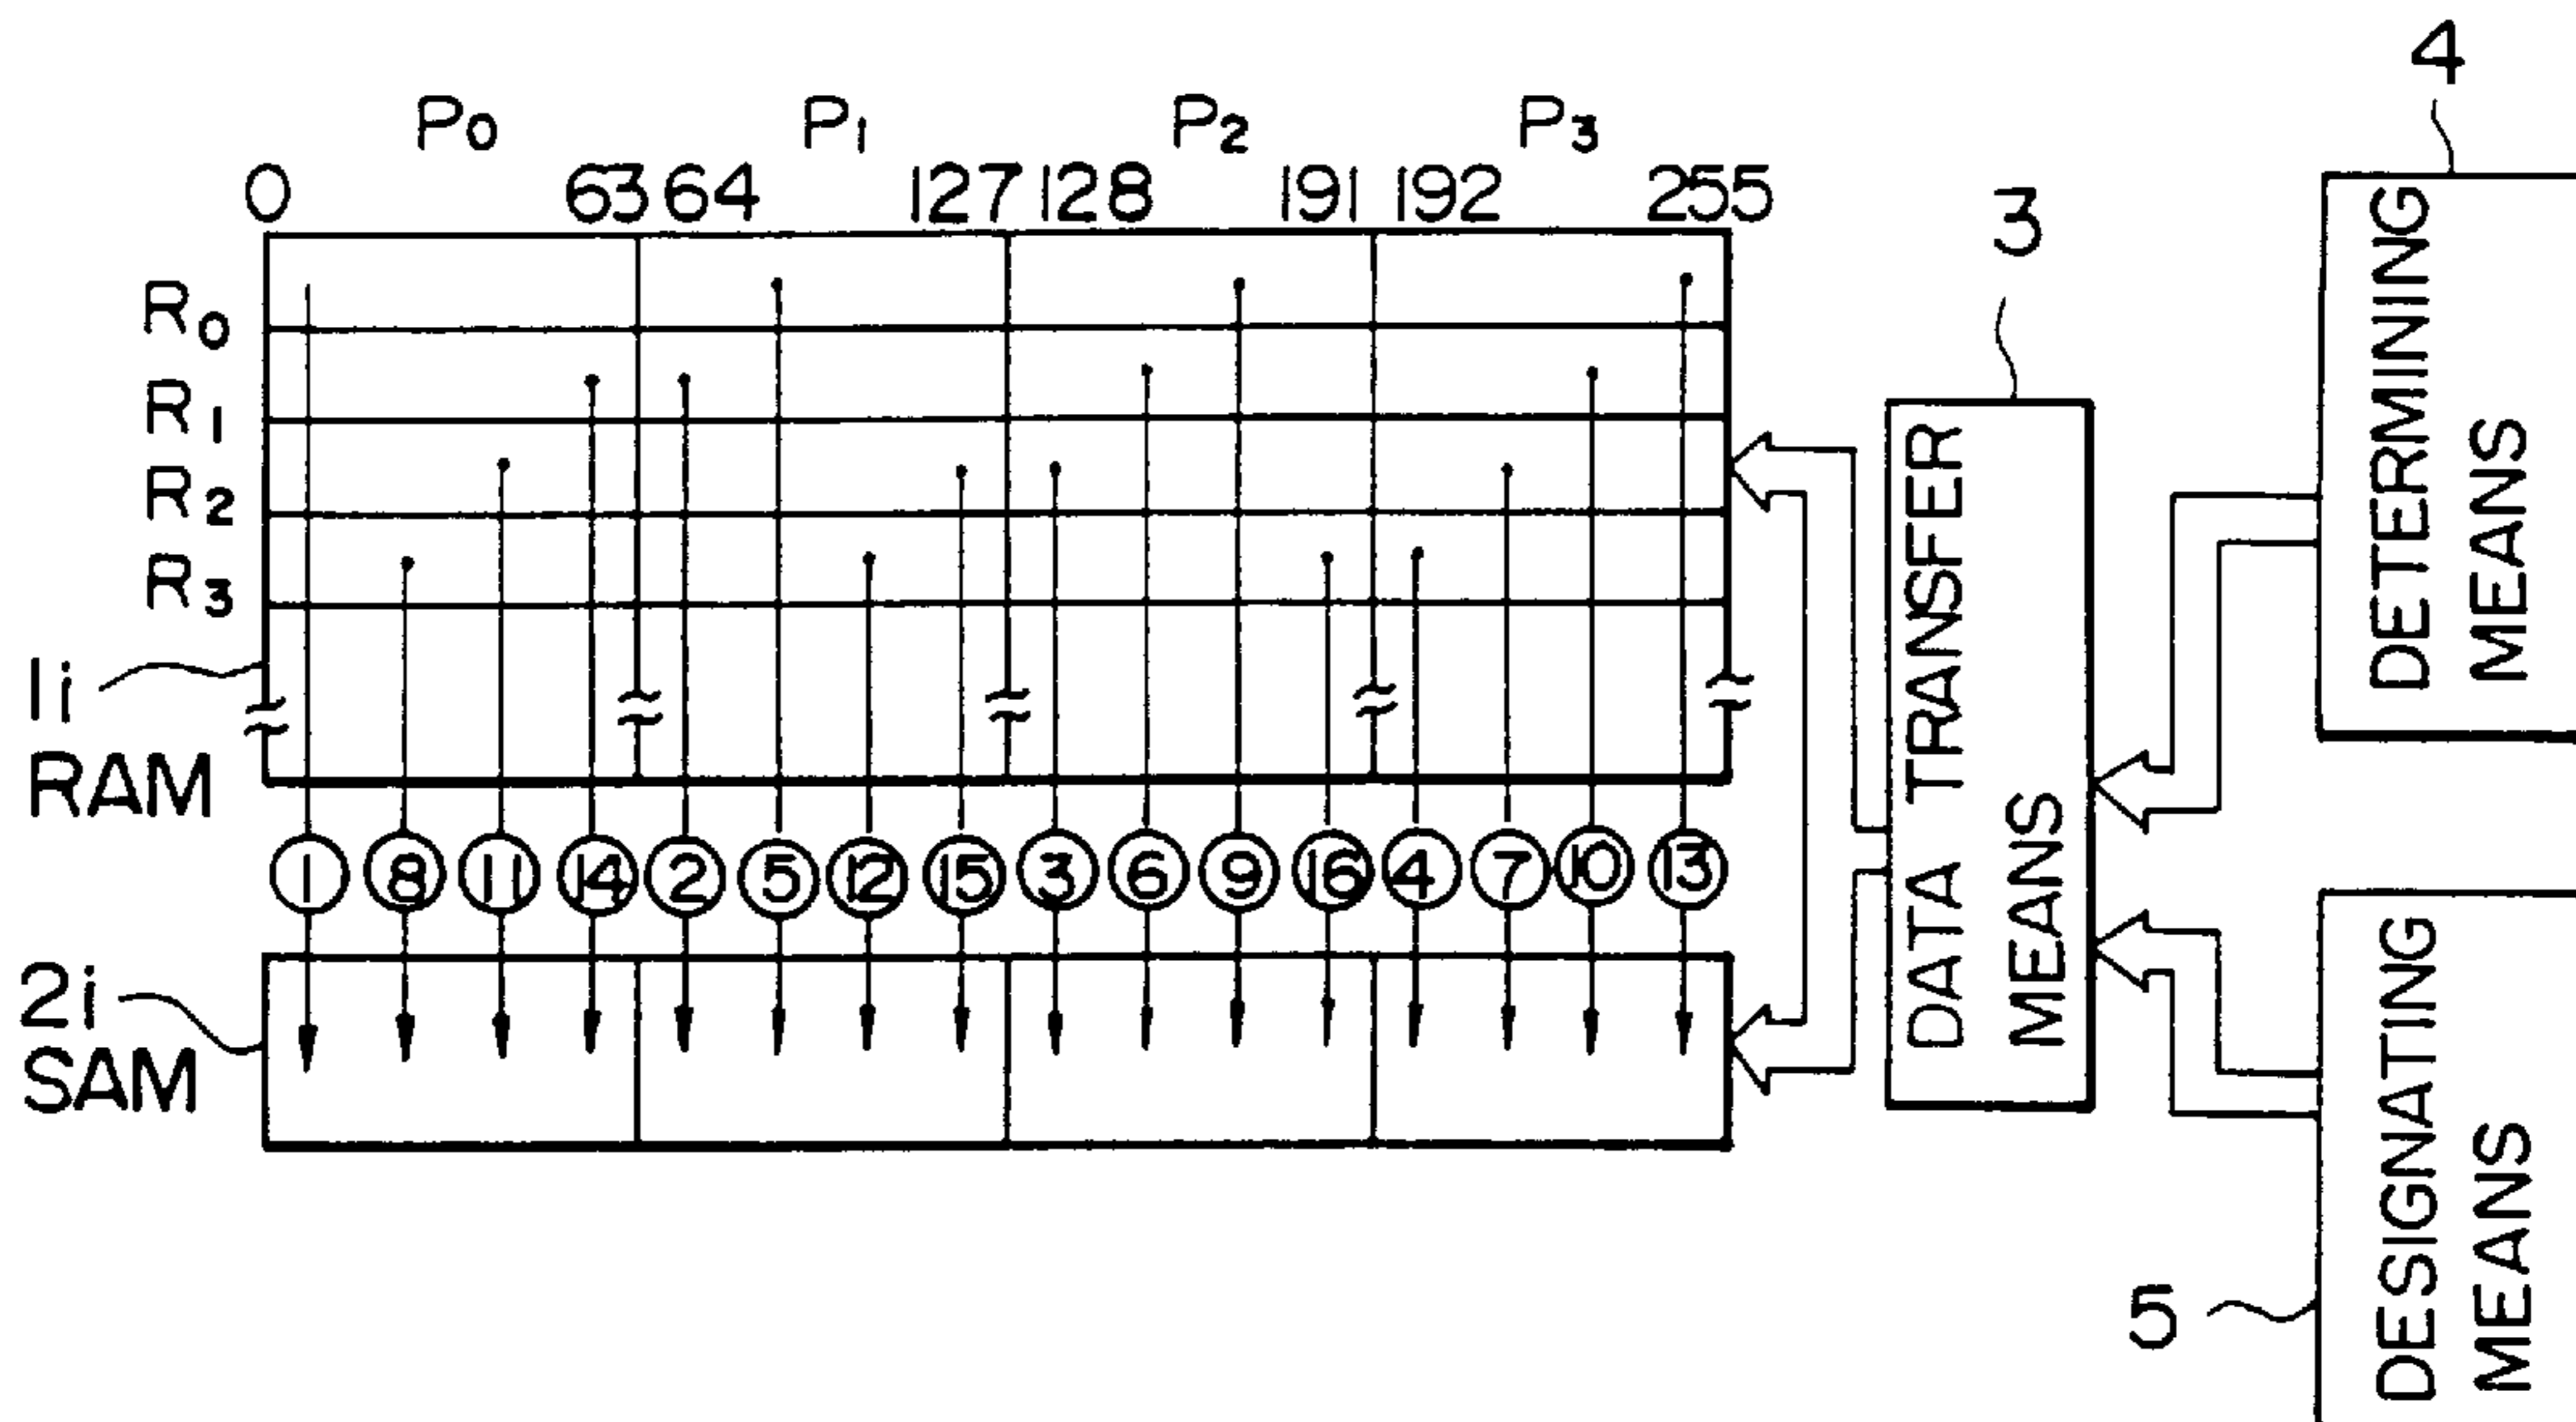 4
P0 P1 P2 P3
0 63 64 127 128 191 192 255
3
R0
R1
R2
R3
1i
RAM
① ⑧ ⑪ ⑭ ② ⑤ ⑫ ⑮ ③ ⑥ ⑨ ⑯ ④ ⑦ ⑩ ⑬
2i
SAM
DATA TRANSFER
MEANS
DETERMINING
MEANS
5
DESIGNATING
MEANS